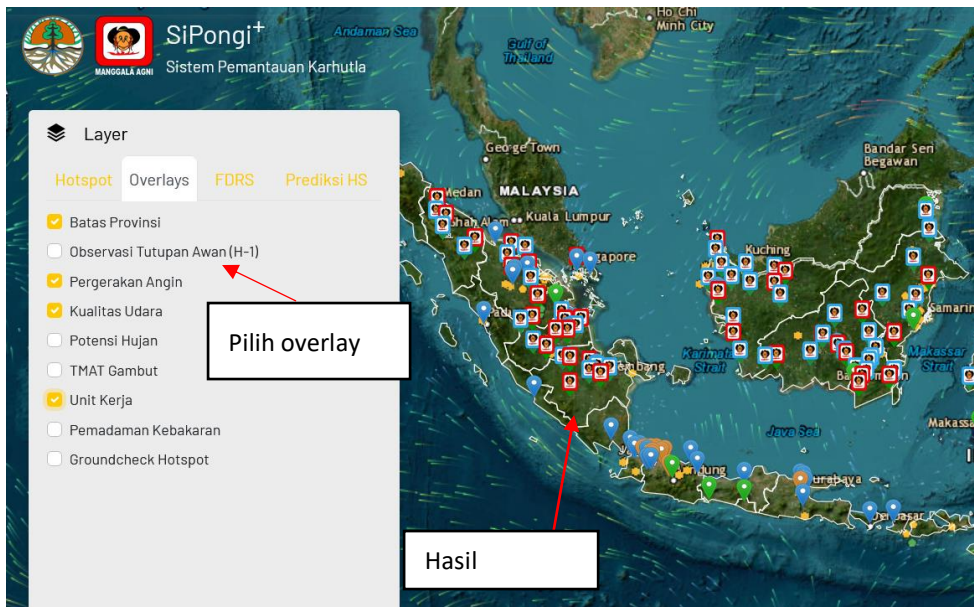 SiPongi+
Sistem Pemantauan Karhutla
MANGGALA AGNI
Layer
Hotspot Overlays FDRS Prediksi HS
Batas Provinsi
Observasi Tutupan Awan (H-1)
Pergerakan Angin
Kualitas Udara
Potensi Hujan
TMAT Gambut
Unit Kerja
Pemadaman Kebakaran
Groundcheck Hotspot
Pilih overlay
Hasil
Andaman Sea
Gulf of
Thailand
Ho Chi
Minh City
George Town
Bandar Seri
Begawan
Medan
MALAYSIA
Shah Alam
Kuala Lumpur
Kuching
Samarin
Karimata
Strait
Makassar
Strait
Makassa
Java Sea